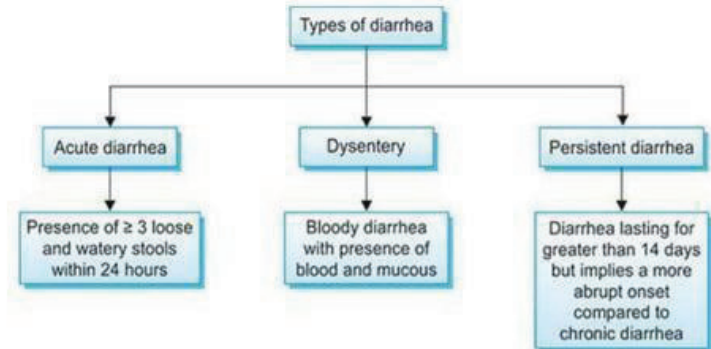 Types of diarrhea
Acute diarrhea
Dysentery
Persistent diarrhea
Presence of ≥ 3 loose
and watery stools
within 24 hours
Bloody diarrhea
with presence of
blood and mucous
Diarrhea lasting for
greater than 14 days
but implies a more
abrupt onset
compared to
chronic diarrhea